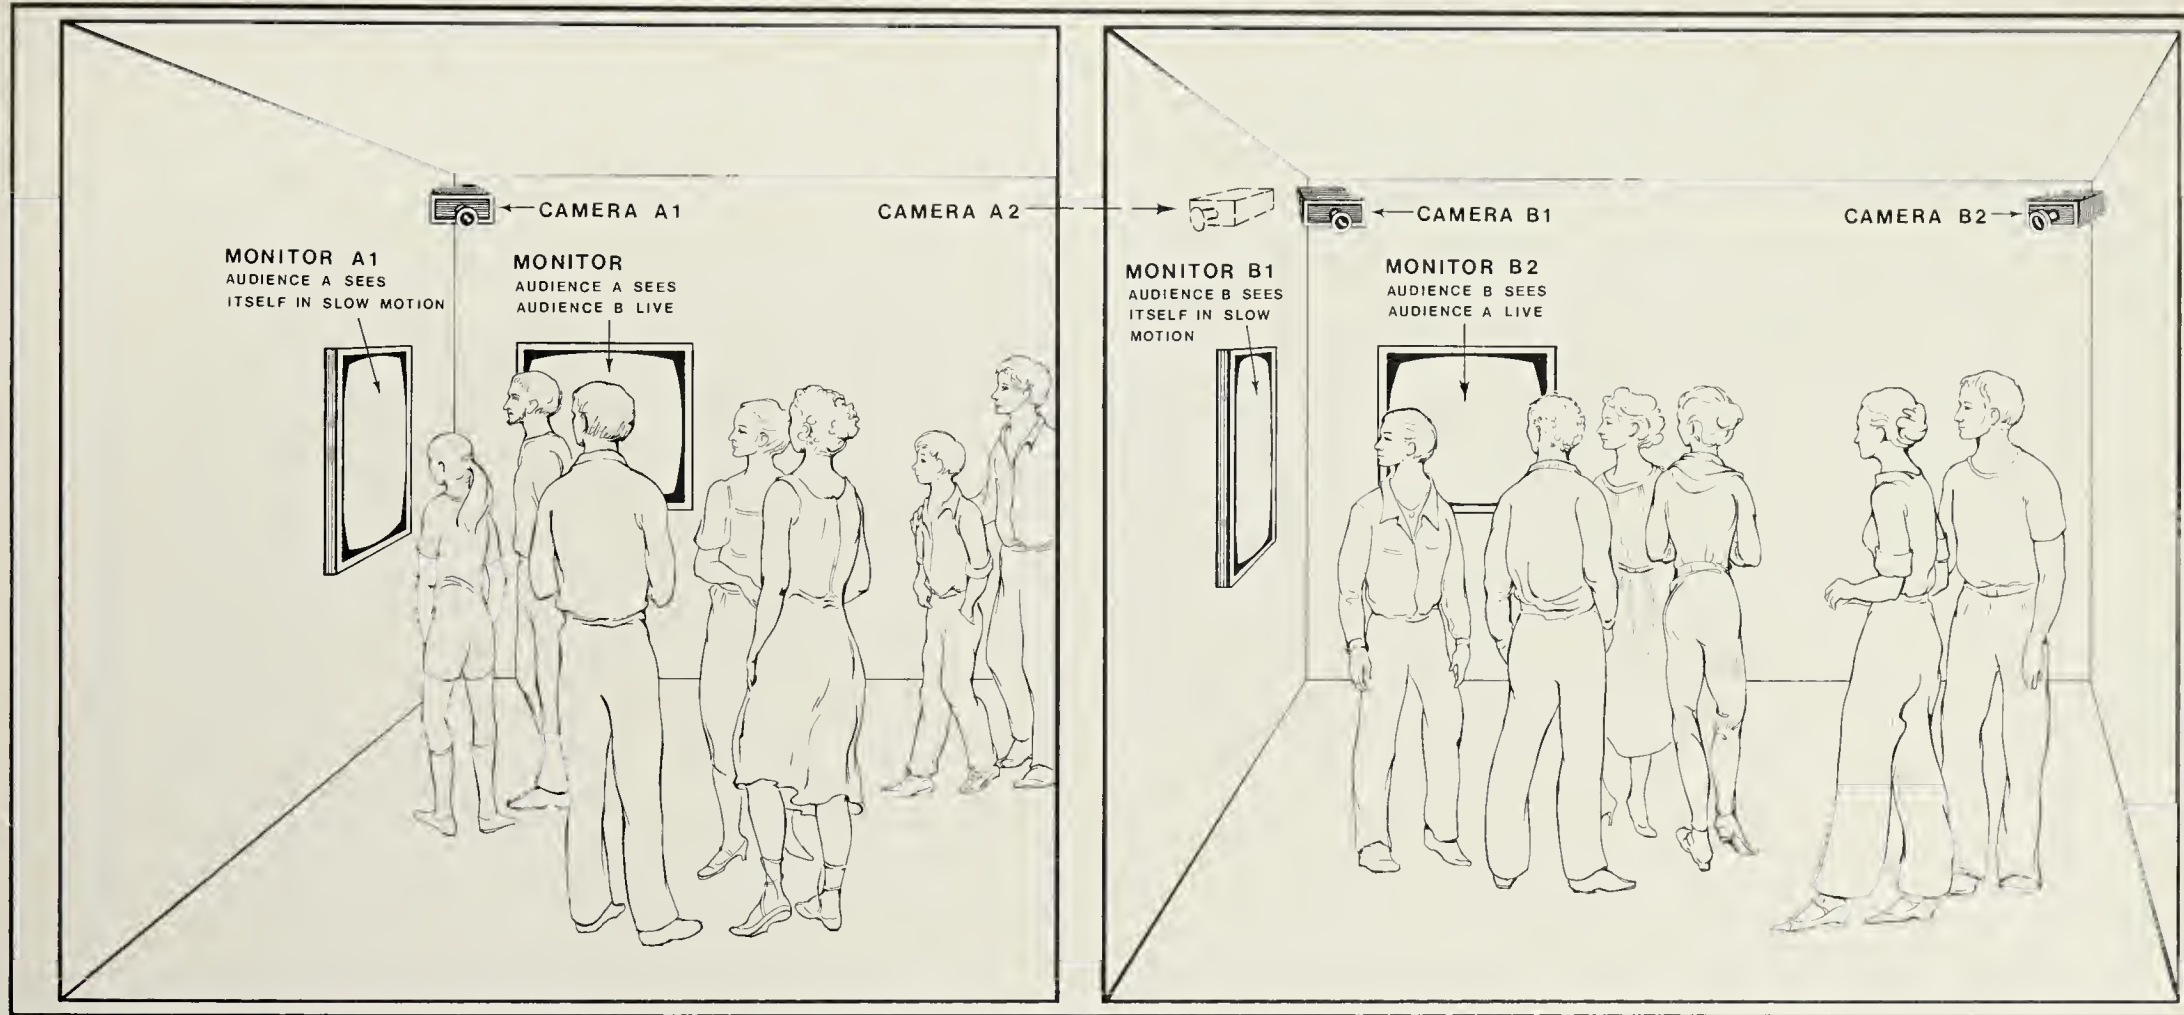 CAMERA A1
CAMERA A2
MONITOR A1
AUDIENCE A SEES
ITSELF IN SLOW MOTION
MONITOR
AUDIENCE A SEES
AUDIENCE B LIVE
CAMERA B1
CAMERA B2
MONITOR B1
AUDIENCE B SEES
ITSELF IN SLOW
MOTION
MONITOR B2
AUDIENCE B SEES
AUDIENCE A LIVE